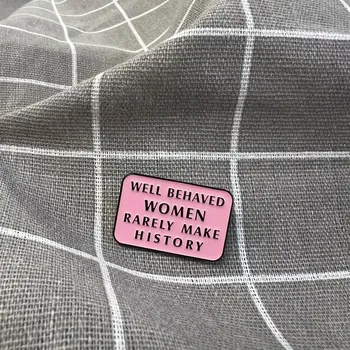 WELL BEHAVED
WOMEN
RARELY MAKE
HISTORY